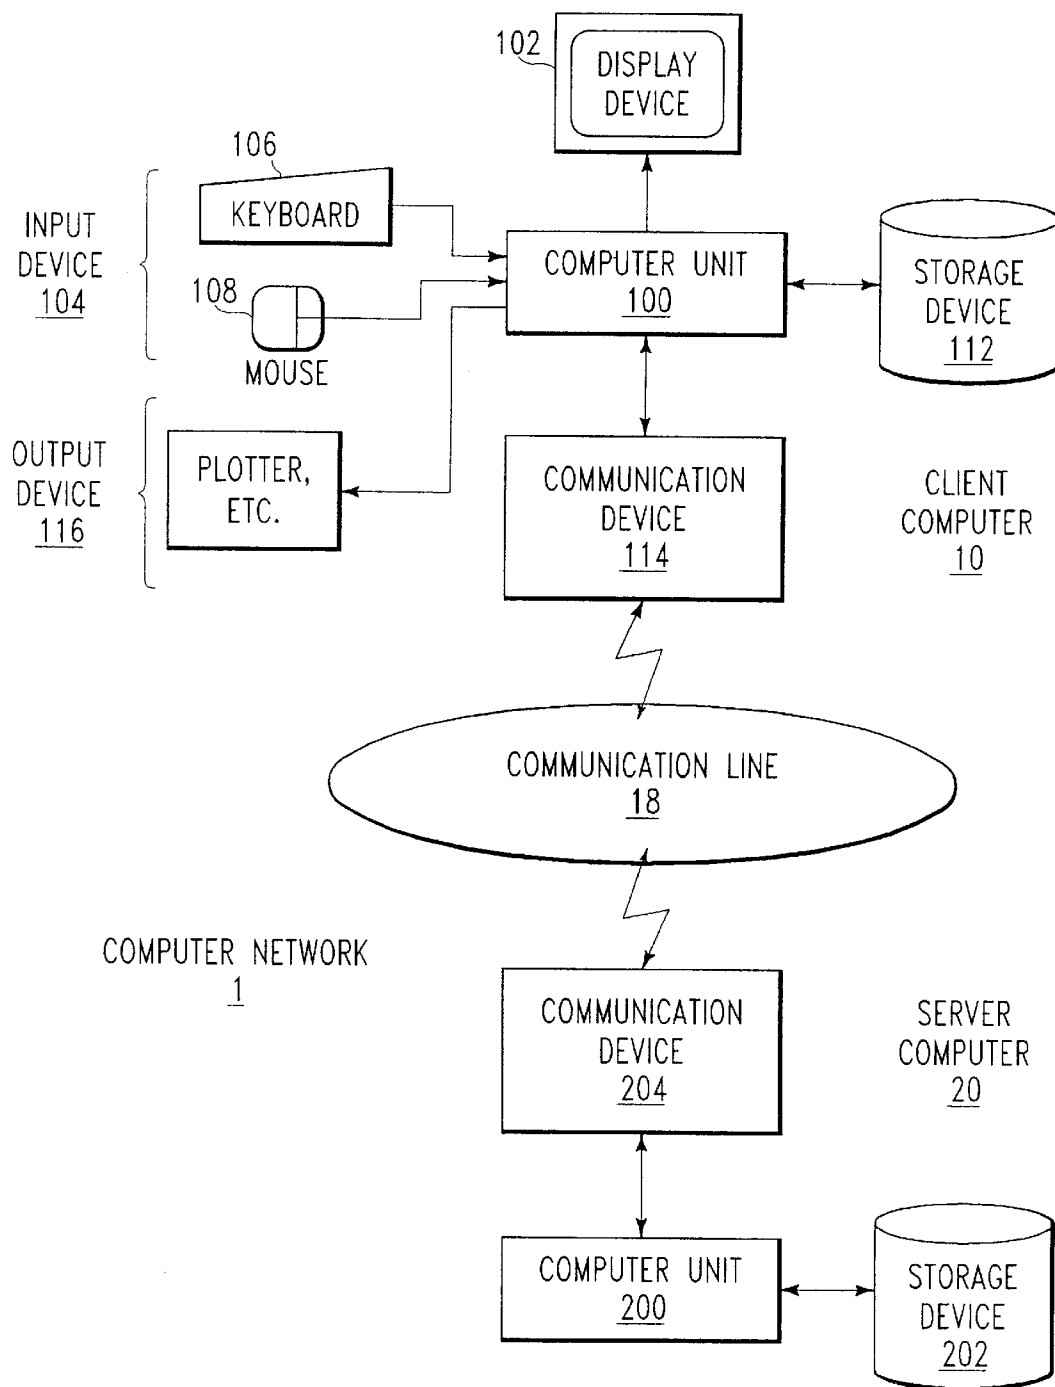 102
DISPLAY
DEVICE
106
KEYBOARD
INPUT
DEVICE
104
108
MOUSE
COMPUTER UNIT
100
STORAGE
DEVICE
112
OUTPUT
DEVICE
116
PLOTTER,
ETC.
COMMUNICATION
DEVICE
114
CLIENT
COMPUTER
10
COMMUNICATION LINE
18
COMPUTER NETWORK
1
COMMUNICATION
DEVICE
204
SERVER
COMPUTER
20
COMPUTER UNIT
200
STORAGE
DEVICE
202